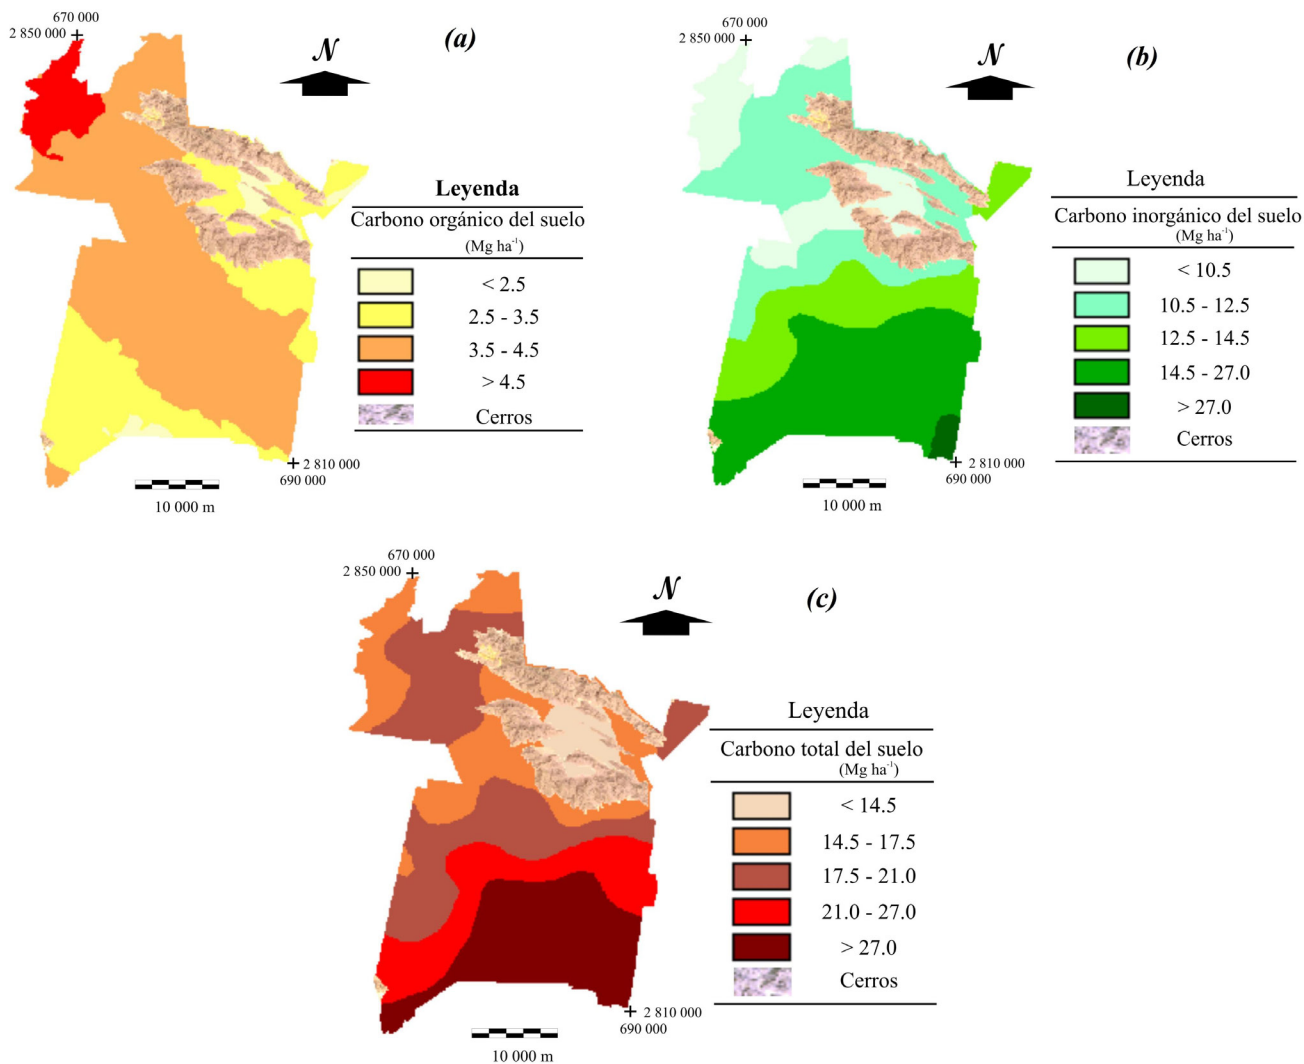 670 000
2 850 000
N
(a)
Leyenda
Carbono orgánico del suelo
(Mg ha⁻¹)
< 2.5
2.5 - 3.5
3.5 - 4.5
> 4.5
Cerros
2 810 000
690 000
10 000 m
670 000
2 850 000
N
(b)
Leyenda
Carbono inorgánico del suelo
(Mg ha⁻¹)
< 10.5
10.5 - 12.5
12.5 - 14.5
14.5 - 27.0
> 27.0
Cerros
2 810 000
690 000
10 000 m
670 000
2 850 000
N
(c)
Leyenda
Carbono total del suelo
(Mg ha⁻¹)
< 14.5
14.5 - 17.5
17.5 - 21.0
21.0 - 27.0
> 27.0
Cerros
2 810 000
690 000
10 000 m